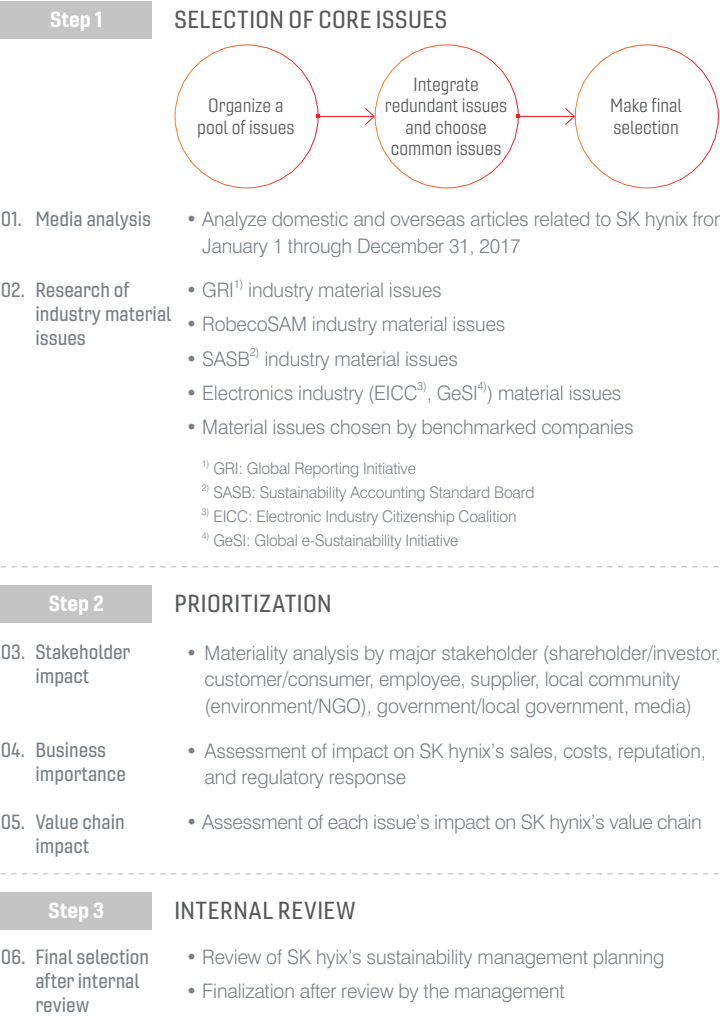 Step 1
SELECTION OF CORE ISSUES
Organize a
pool of issues
Integrate
redundant issues
and choose
common issues
Make final
selection
01. Media analysis
• Analyze domestic and overseas articles related to SK hynix from
January 1 through December 31, 2017
02. Research of
industry material
issues
• GRI1) industry material issues
• RobecoSAM industry material issues
• SASB2) industry material issues
• Electronics industry (EICC3), GeSI4)) material issues
• Material issues chosen by benchmarked companies
1) GRI: Global Reporting Initiative
2) SASB: Sustainability Accounting Standard Board
3) EICC: Electronic Industry Citizenship Coalition
4) GeSI: Global e-Sustainability Initiative
Step 2
PRIORITIZATION
03. Stakeholder
impact
• Materiality analysis by major stakeholder (shareholder/investor,
customer/consumer, employee, supplier, local community
(environment/NGO), government/local government, media)
04. Business
importance
• Assessment of impact on SK hynix's sales, costs, reputation,
and regulatory response
05. Value chain
impact
• Assessment of each issue's impact on SK hynix's value chain
Step 3
INTERNAL REVIEW
06. Final selection
after internal
review
• Review of SK hyix's sustainability management planning
• Finalization after review by the management